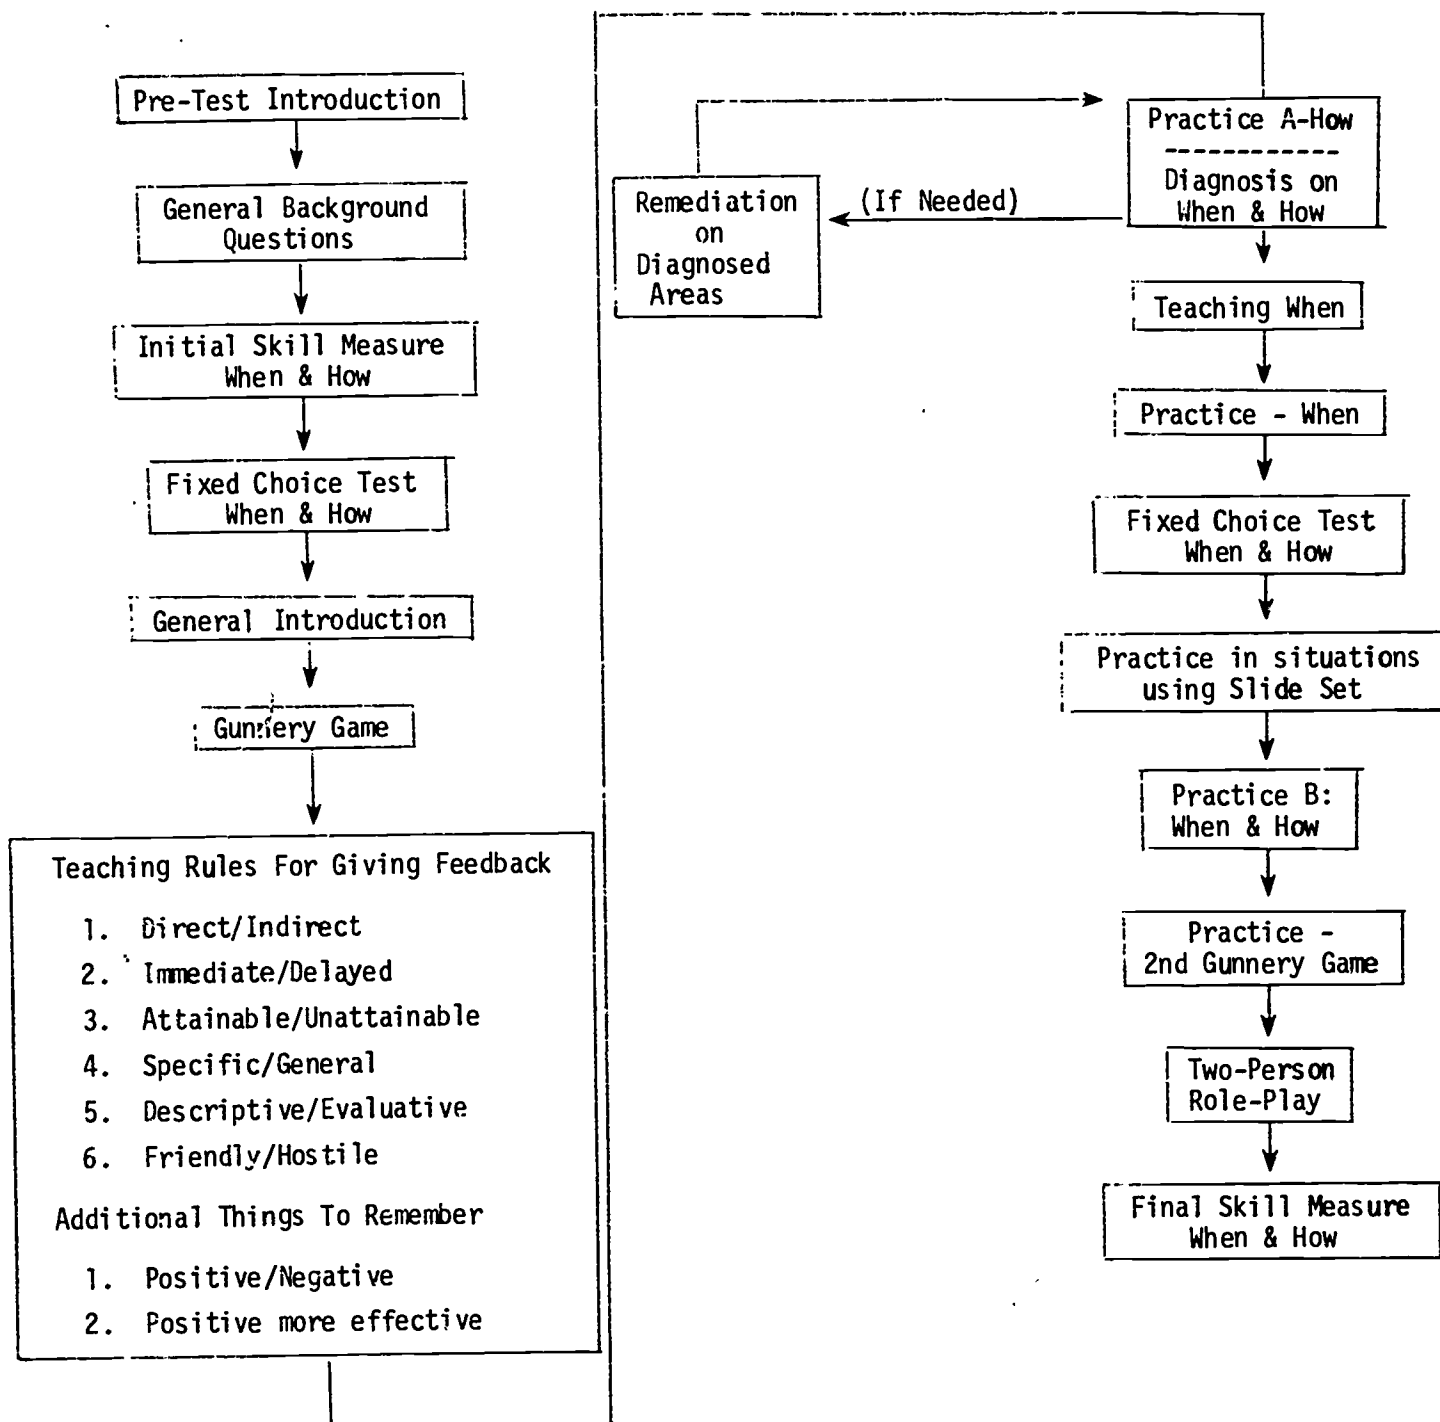 Pre-Test Introduction
General Background
Questions
Initial Skill Measure
When & How
Fixed Choice Test
When & How
General Introduction
Gunnery Game
Teaching Rules For Giving Feedback
1. Direct/Indirect
2. Immediate/Delayed
3. Attainable/Unattainable
4. Specific/General
5. Descriptive/Evaluative
6. Friendly/Hostile
Additional Things To Remember
1. Positive/Negative
2. Positive more effective
Practice A-How
------------
Diagnosis on
When & How
(If Needed)
Remediation
on
Diagnosed
Areas
Teaching When
Practice - When
Fixed Choice Test
When & How
Practice in situations
using Slide Set
Practice B:
When & How
Practice -
2nd Gunnery Game
Two-Person
Role-Play
Final Skill Measure
When & How